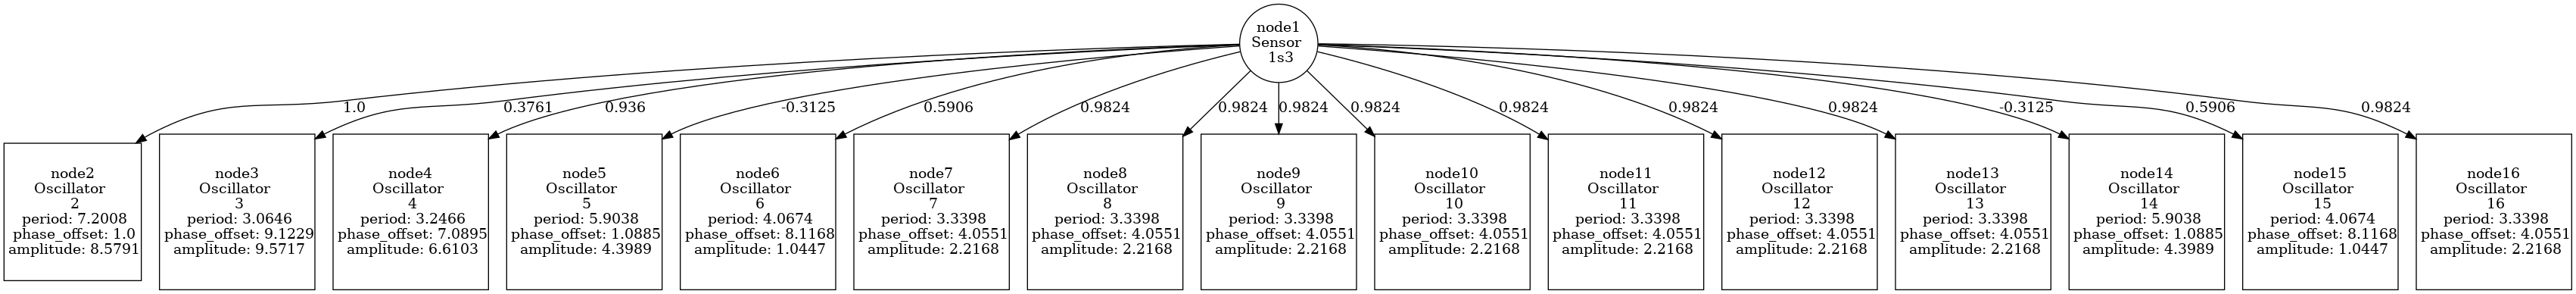 node1
Sensor
1s3
1.0
0.3761
0.936
-0.3125
0.5906
0.9824
0.9824
0.9824
0.9824
0.9824
0.9824
0.9824
-0.3125
0.5906
0.9824
node2
Oscillator
2
period: 7.2008
phase_offset: 1.0
amplitude: 8.5791
node3
Oscillator
3
period: 3.0646
phase_offset: 9.1229
amplitude: 9.5717
node4
Oscillator
4
period: 3.2466
phase_offset: 7.0895
amplitude: 6.6103
node5
Oscillator
5
period: 5.9038
phase_offset: 1.0885
amplitude: 4.3989
node6
Oscillator
6
period: 4.0674
phase_offset: 8.1168
amplitude: 1.0447
node7
Oscillator
7
period: 3.3398
phase_offset: 4.0551
amplitude: 2.2168
node8
Oscillator
8
period: 3.3398
phase_offset: 4.0551
amplitude: 2.2168
node9
Oscillator
9
period: 3.3398
phase_offset: 4.0551
amplitude: 2.2168
node10
Oscillator
10
period: 3.3398
phase_offset: 4.0551
amplitude: 2.2168
node11
Oscillator
11
period: 3.3398
phase_offset: 4.0551
amplitude: 2.2168
node12
Oscillator
12
period: 3.3398
phase_offset: 4.0551
amplitude: 2.2168
node13
Oscillator
13
period: 3.3398
phase_offset: 4.0551
amplitude: 2.2168
node14
Oscillator
14
period: 5.9038
phase_offset: 1.0885
amplitude: 4.3989
node15
Oscillator
15
period: 4.0674
phase_offset: 8.1168
amplitude: 1.0447
node16
Oscillator
16
period: 3.3398
phase_offset: 4.0551
amplitude: 2.2168